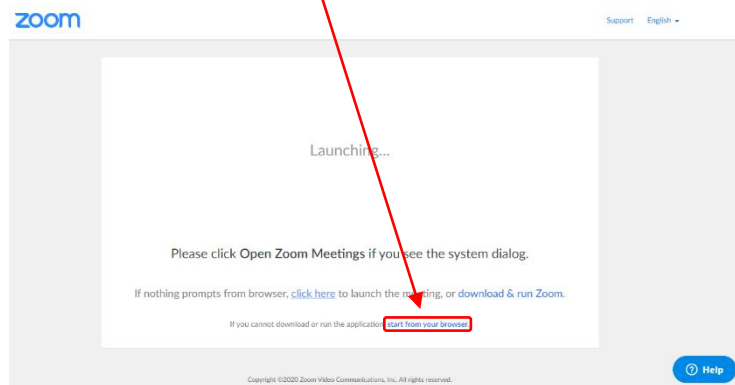 zoom
Support English
Launching...
Please click Open Zoom Meetings if you see the system dialog.
If nothing prompts from browser, click here to launch the meeting, or download & run Zoom.
If you cannot download or run the application, start from your browser.
Copyright ©2020 Zoom Video Communications, Inc. All rights reserved.
Help